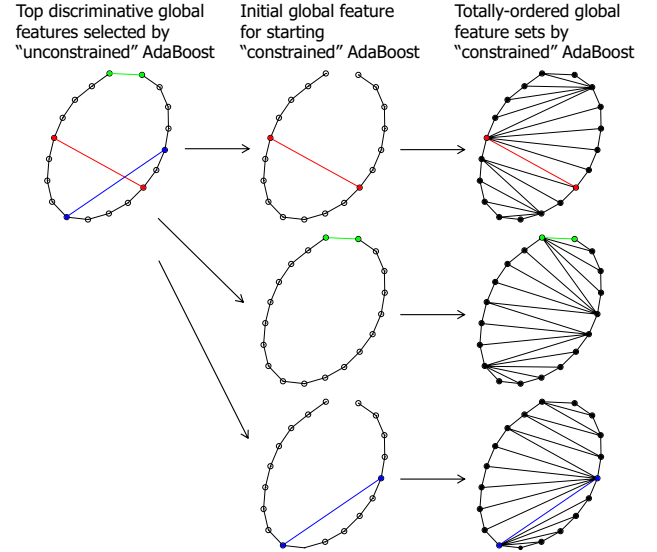 Top discriminative global
features selected by
“unconstrained” AdaBoost
Initial global feature
for starting
“constrained” AdaBoost
Totally-ordered global
feature sets by
“constrained” AdaBoost